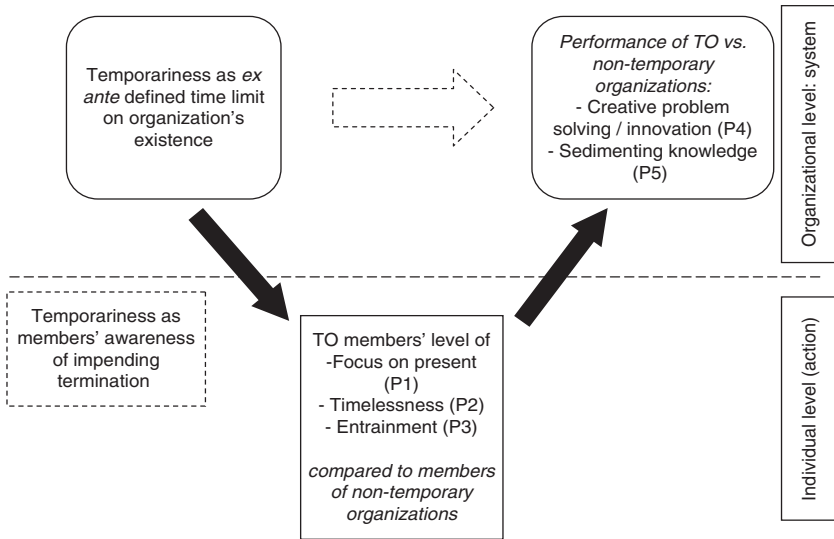 Temporariness as ex
ante defined time limit
on organization's
existence
Performance of TO vs.
non-temporary
organizations:
- Creative problem
solving / innovation (P4)
- Sedimenting knowledge
(P5)
Organizational level: system
Temporariness as
members' awareness
of impending
termination
TO members' level of
-Focus on present
(P1)
- Timelessness (P2)
- Entrainment (P3)
compared to members
of non-temporary
organizations
Individual level (action)